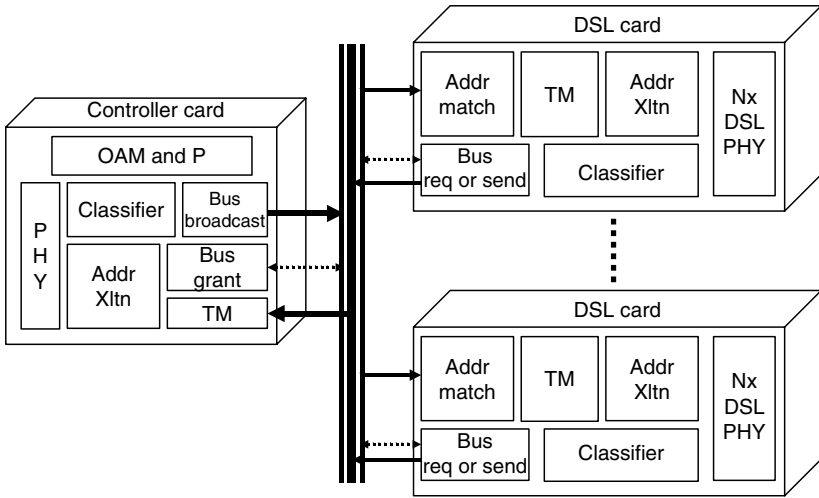 Controller card
OAM and P
P
H
Y
Classifier
Bus
broadcast
Addr
Xltn
Bus
grant
TM
DSL card
Addr
match
TM
Addr
Xltn
Nx
DSL
PHY
Bus
req or send
Classifier
DSL card
Addr
match
TM
Addr
Xltn
Nx
DSL
PHY
Bus
req or send
Classifier